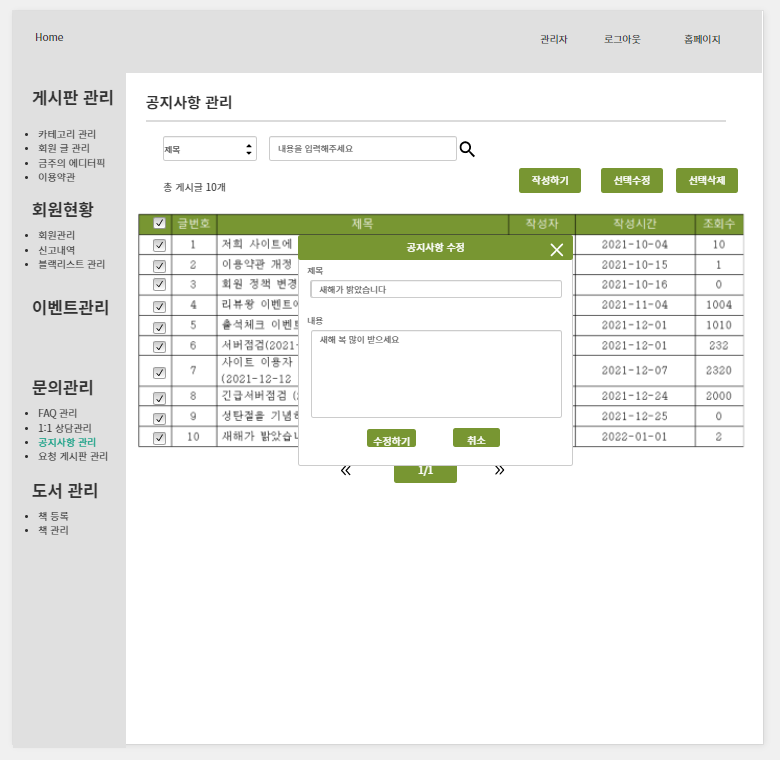 Home
관리자 로그아웃 홈페이지
게시판 관리
카테고리 관리
회원 글 관리
금주의 에디터픽
이용약관
회원현황
회원관리
신고내역
블랙리스트 관리
이벤트관리
문의관리
FAQ 관리
1:1 상담관리
공지사항 관리
요청 게시판 관리
도서 관리
책 등록
책 관리
공지사항 관리
제목 내용을 입력해주세요
총 게시글 10개
작성하기 선택수정 선택삭제
글번호 제목 작성자 작성시간 조회수
1 저희 사이트에 2021-10-04 10
2 이용약관 개정 2021-10-15 1
3 회원 정책 변경 2021-10-16 0
4 리뷰왕 이벤트 2021-11-04 1004
5 출석체크 이벤트 2021-12-01 1010
6 서버점검(2021- 2021-12-01 232
7 사이트 이용자 2021-12-07 2320
(2021-12-12
8 긴급서버점검 2021-12-24 2000
9 성탄절을 기념 2021-12-25 0
10 새해가 밝았습 2022-01-01 2
공지사항 수정
제목
새해가 밝았습니다
내용
새해 복 많이 받으세요
수정하기 취소
« 1/1 »